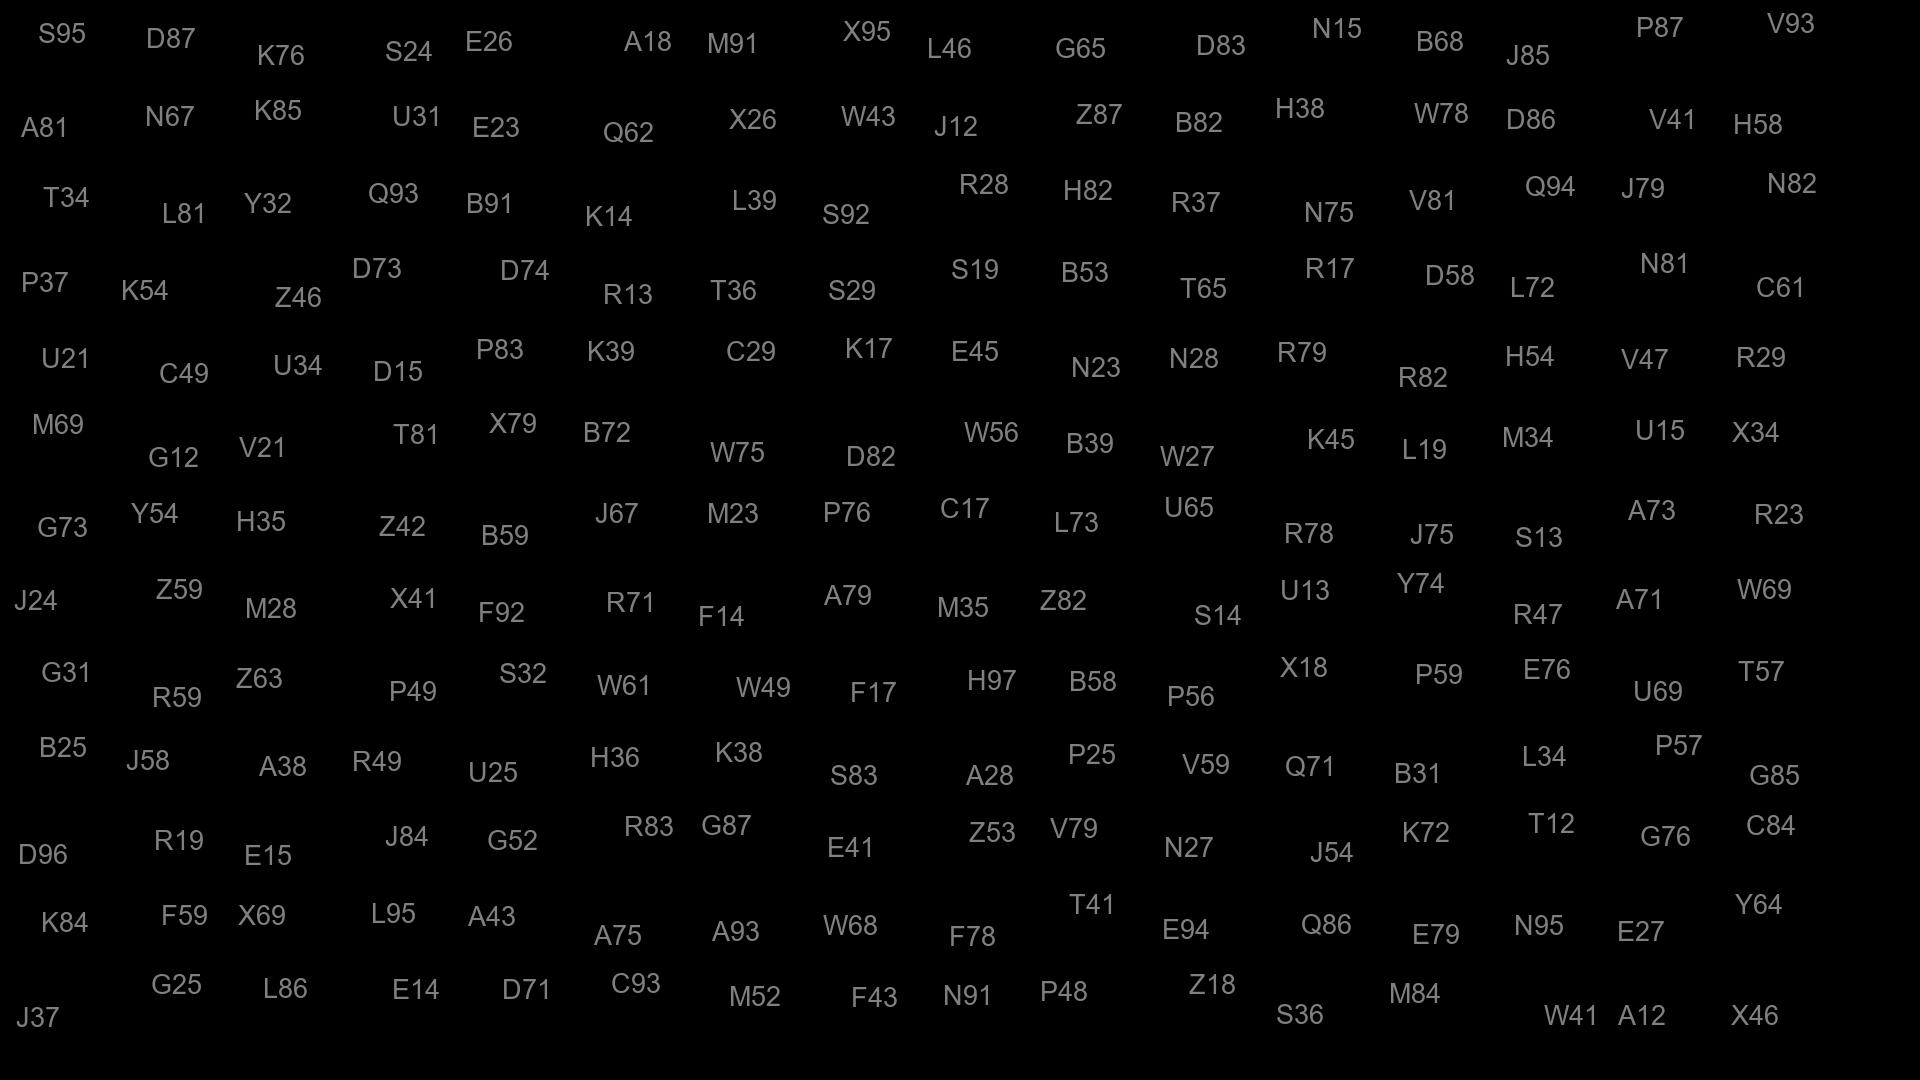 S95 D87 K76 S24 E26 A18 M91 X95 L46 G65 D83 N15 B68 J85 P87 V93
A81 N67 K85 U31 E23 Q62 X26 W43 J12 Z87 B82 H38 W78 D86 V41 H58
T34 L81 Y32 Q93 B91 K14 L39 S92 R28 H82 R37 N75 V81 Q94 J79 N82
P37 K54 Z46 D73 D74 R13 T36 S29 S19 B53 T65 R17 D58 L72 N81 C61
U21 C49 U34 D15 P83 K39 C29 K17 E45 N23 N28 R79 R82 H54 V47 R29
M69 G12 V21 T81 X79 B72 W75 D82 W56 B39 W27 K45 L19 M34 U15 X34
G73 Y54 H35 Z42 B59 J67 M23 P76 C17 L73 U65 R78 J75 S13 A73 R23
J24 Z59 M28 X41 F92 R71 F14 A79 M35 Z82 S14 U13 Y74 R47 A71 W69
G31 R59 Z63 P49 S32 W61 W49 F17 H97 B58 P56 X18 P59 E76 U69 T57
B25 J58 A38 R49 U25 H36 K38 S83 A28 P25 V59 Q71 B31 L34 P57 G85
D96 R19 E15 J84 G52 R83 G87 E41 Z53 V79 N27 J54 K72 T12 G76 C84
K84 F59 X69 L95 A43 A75 A93 W68 F78 T41 E94 Q86 E79 N95 E27 Y64
J37 G25 L86 E14 D71 C93 M52 F43 N91 P48 Z18 S36 M84 W41 A12 X46